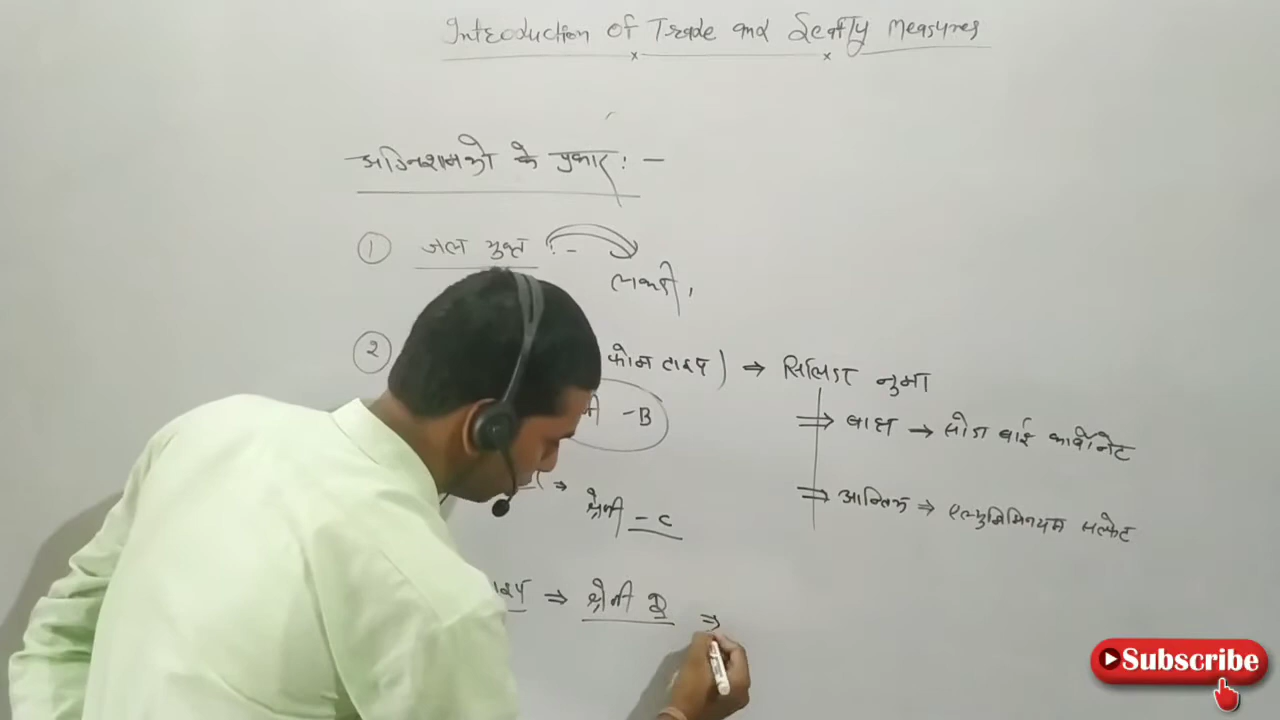 Introduction of Trade and Seafty Measures
अग्निशामको के प्रकार : -
① जल युक्त : -
लकड़ी,
② फोम टाइप ) ⇒ सिलिंडर नुमा
- B ⇒ बाह्य → सोडा बाई कार्बोनेट
⇒ श्रेणी - C ⇒ आन्तरिक ⇒ एल्युमिनियम सल्फेट
⇒ श्रेणी D ⇒
Subscribe